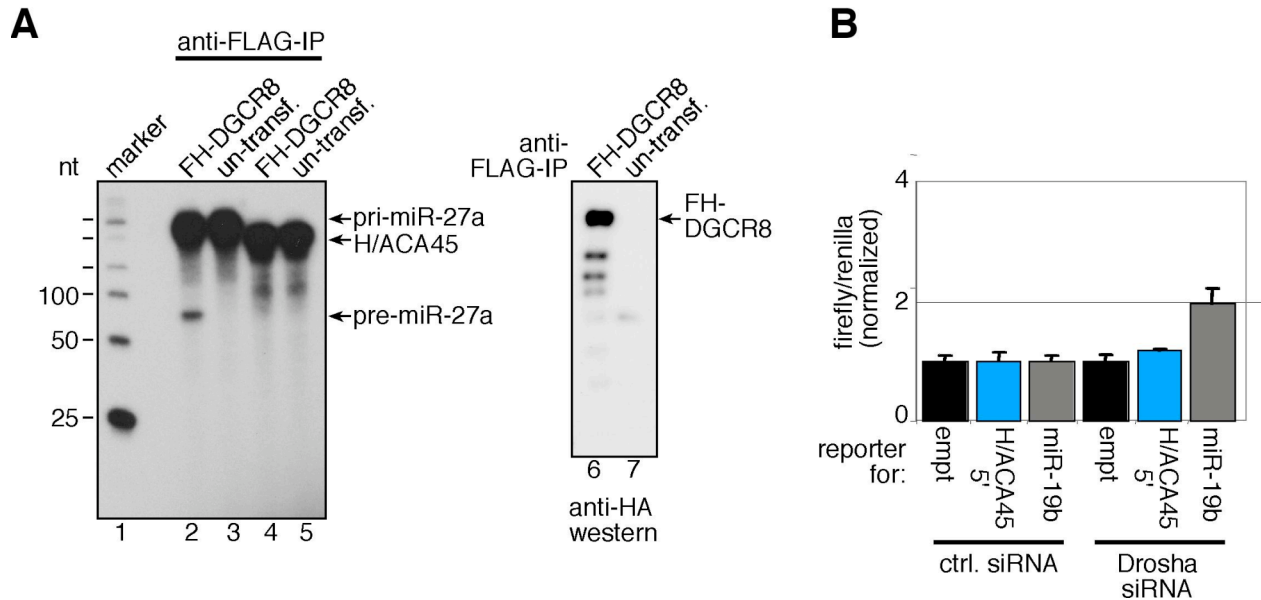 A
anti-FLAG-IP
nt
marker
FH-DGCR8
un-transf.
FH-DGCR8
un-transf.
pri-miR-27a
H/ACA45
100
pre-miR-27a
50
25
1 2 3 4 5
anti-
FLAG-IP
FH-DGCR8
un-transf.
FH-
DGCR8
6 7
anti-HA
western
B
firefly/renilla
(normalized)
4
2
0
reporter
for:
empt
H/ACA45
5'
miR-19b
empt
H/ACA45
5'
miR-19b
ctrl. siRNA
Drosha
siRNA